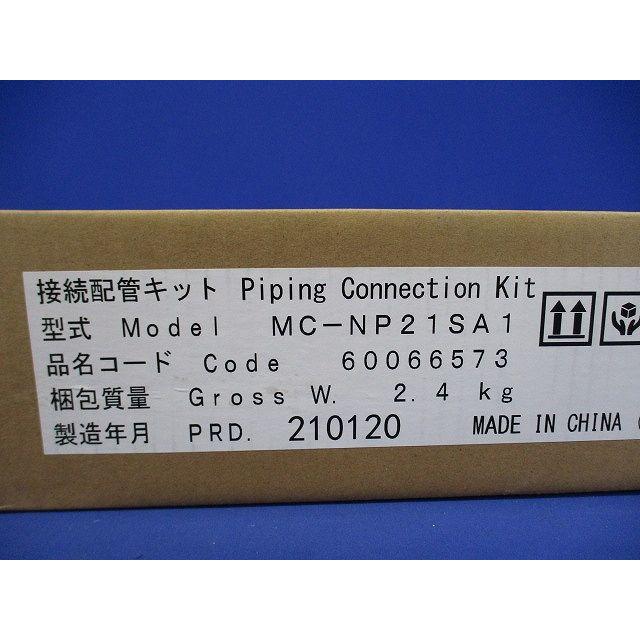 接続配管キット Piping Connection Kit
型式 Model MC-NP21SA1
品名コード Code 60066573
梱包質量 Gross W. 2.4 kg
製造年月 PRD. 210120 MADE IN CHINA